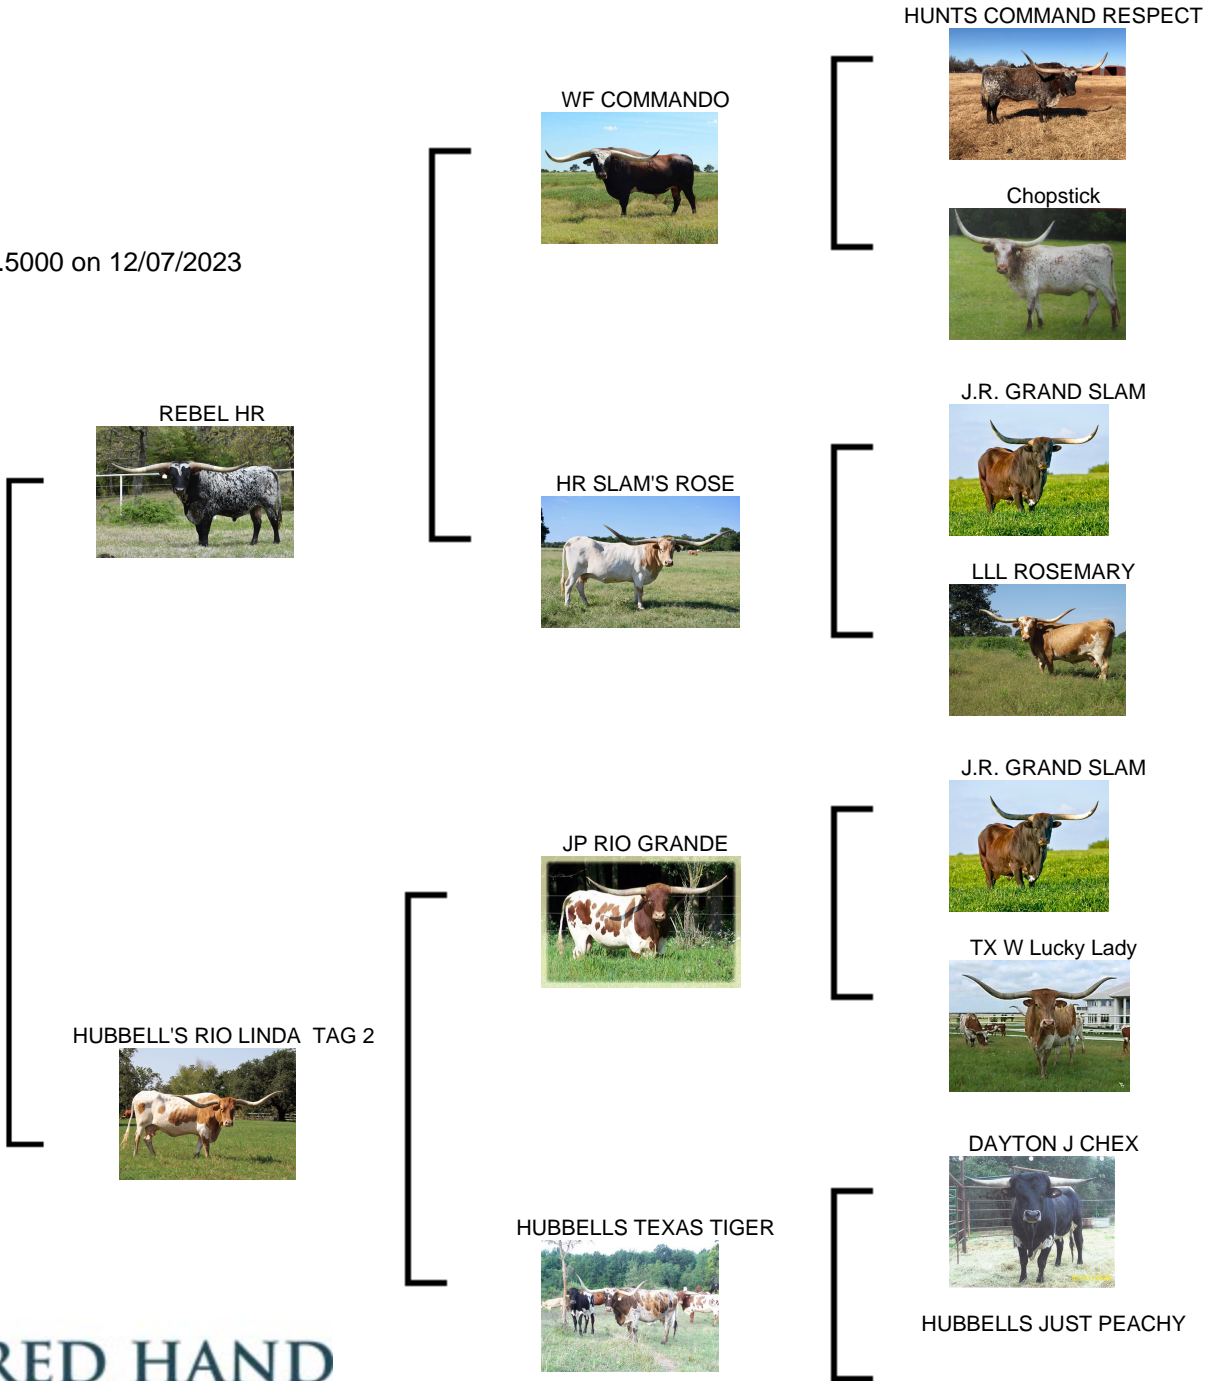 HUNTS COMMAND RESPECT
WF COMMANDO
Chopstick
.5000 on 12/07/2023
J.R. GRAND SLAM
REBEL HR
HR SLAM'S ROSE
LLL ROSEMARY
J.R. GRAND SLAM
JP RIO GRANDE
TX W Lucky Lady
HUBBELL'S RIO LINDA  TAG 2
DAYTON J CHEX
HUBBELLS TEXAS TIGER
HUBBELLS JUST PEACHY
RED HAND